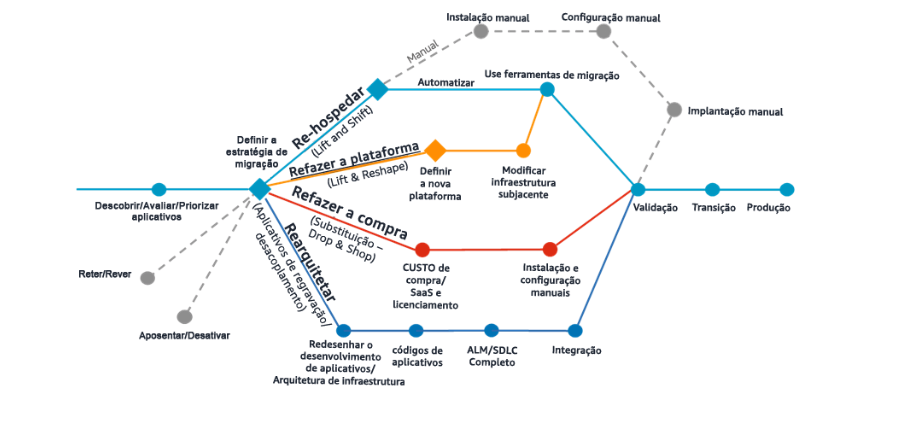 Instalação manual
Configuração manual
Manual
Use ferramentas de migração
Automatizar
Implantação manual
Re-hospedar
(Lift and Shift)
Definir a
estratégia de
migração
Refazer a plataforma
(Lift & Reshape)
Definir
a nova
plataforma
Modificar
infraestrutura
subjacente
Descobrir/Avaliar/Priorizar
aplicativos
Validação
Transição
Produção
Refazer a compra
(Substituição –
Drop & Shop)
CUSTO de
compra/
SaaS e
licenciamento
Instalação e
configuração
manuais
Reter/Rever
Aposentar/Desativar
Rearquitetar
(Aplicativos de regravação/
desacoplamento)
Redesenhar o
desenvolvimento
de aplicativos/
Arquitetura de infraestrutura
códigos de
aplicativos
ALM/SDLC
Completo
Integração